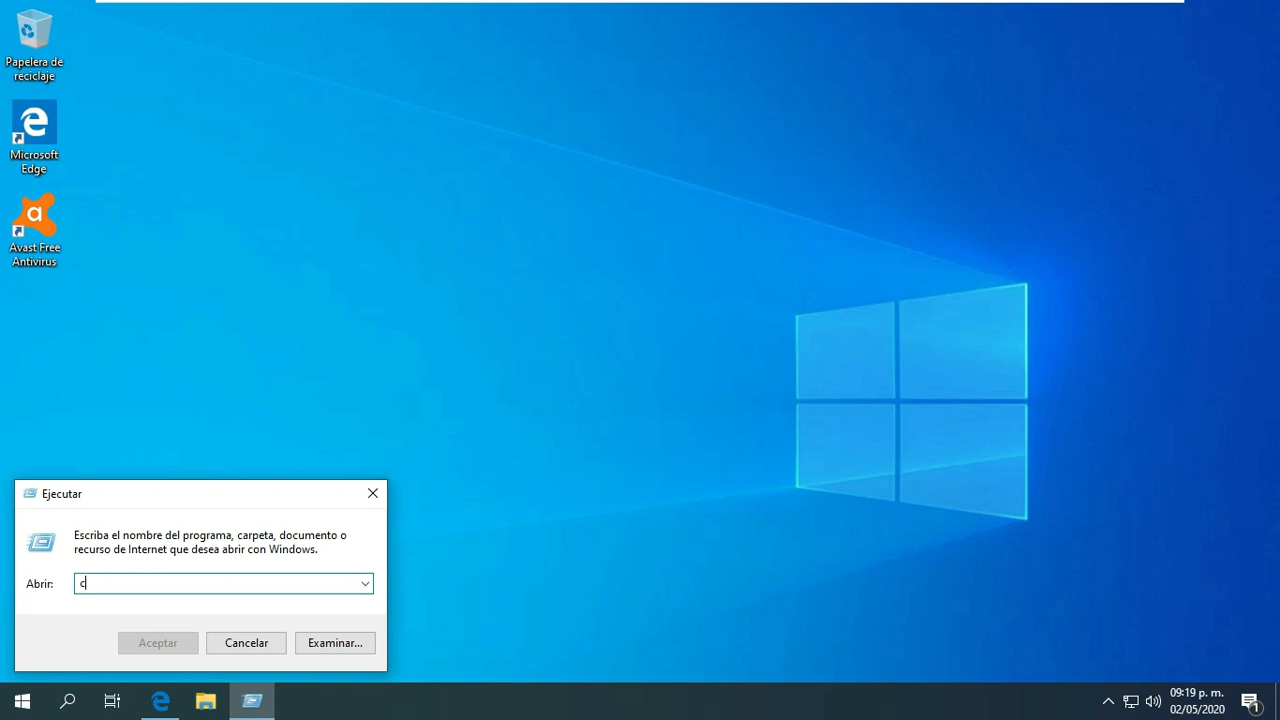 Papelera de
reciclaje
Microsoft
Edge
Avast Free
Antivirus
Ejecutar
Escriba el nombre del programa, carpeta, documento o
recurso de Internet que desea abrir con Windows.
Abrir:
c
Aceptar
Cancelar
Examinar...
09:19 p. m.
02/05/2020
1